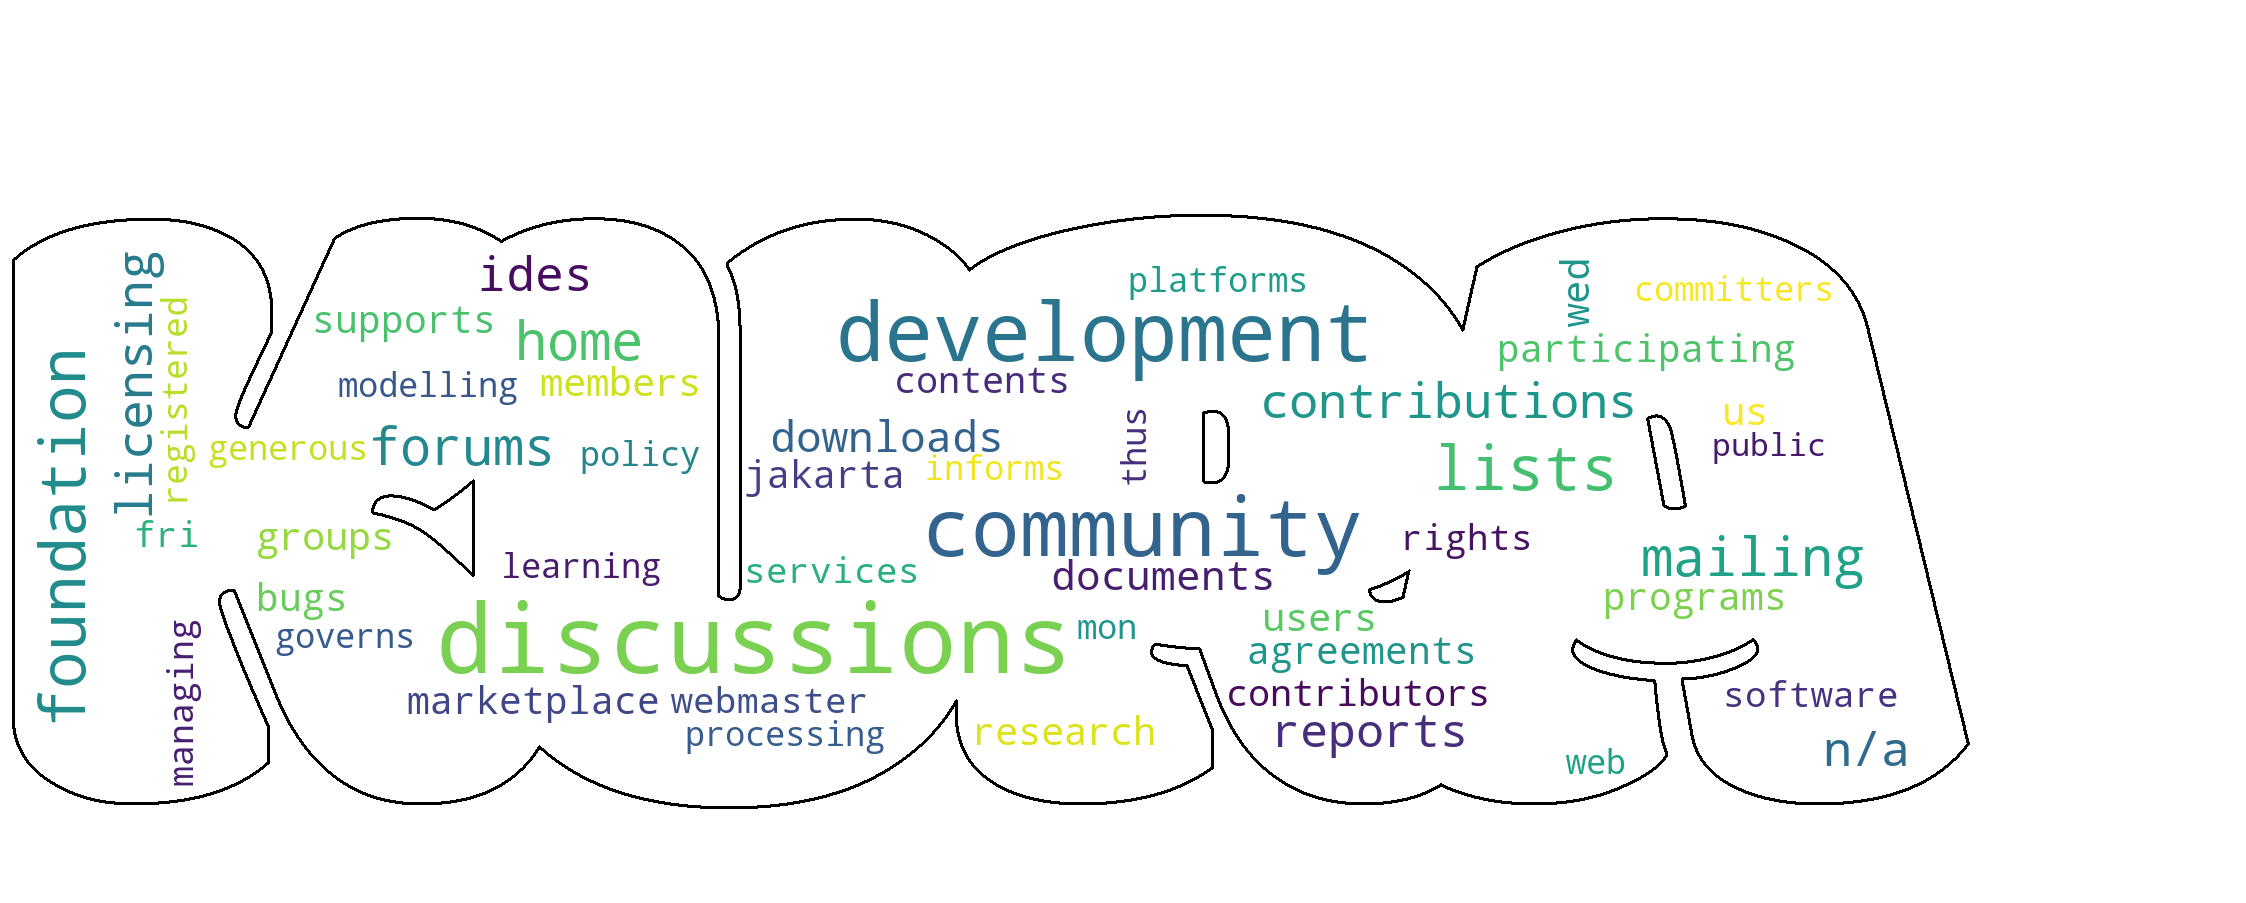 foundation
licensing
registered
fri
managing
ides
supports
home
modelling
members
generous
forums
policy
groups
learning
bugs
governs
discussions
marketplace
webmaster
processing
platforms
development
contents
downloads
thus
jakarta
informs
community
services
documents
mon
research
wed
committers
participating
contributions
us
public
lists
rights
mailing
programs
users
agreements
contributors
reports
software
web
n/a